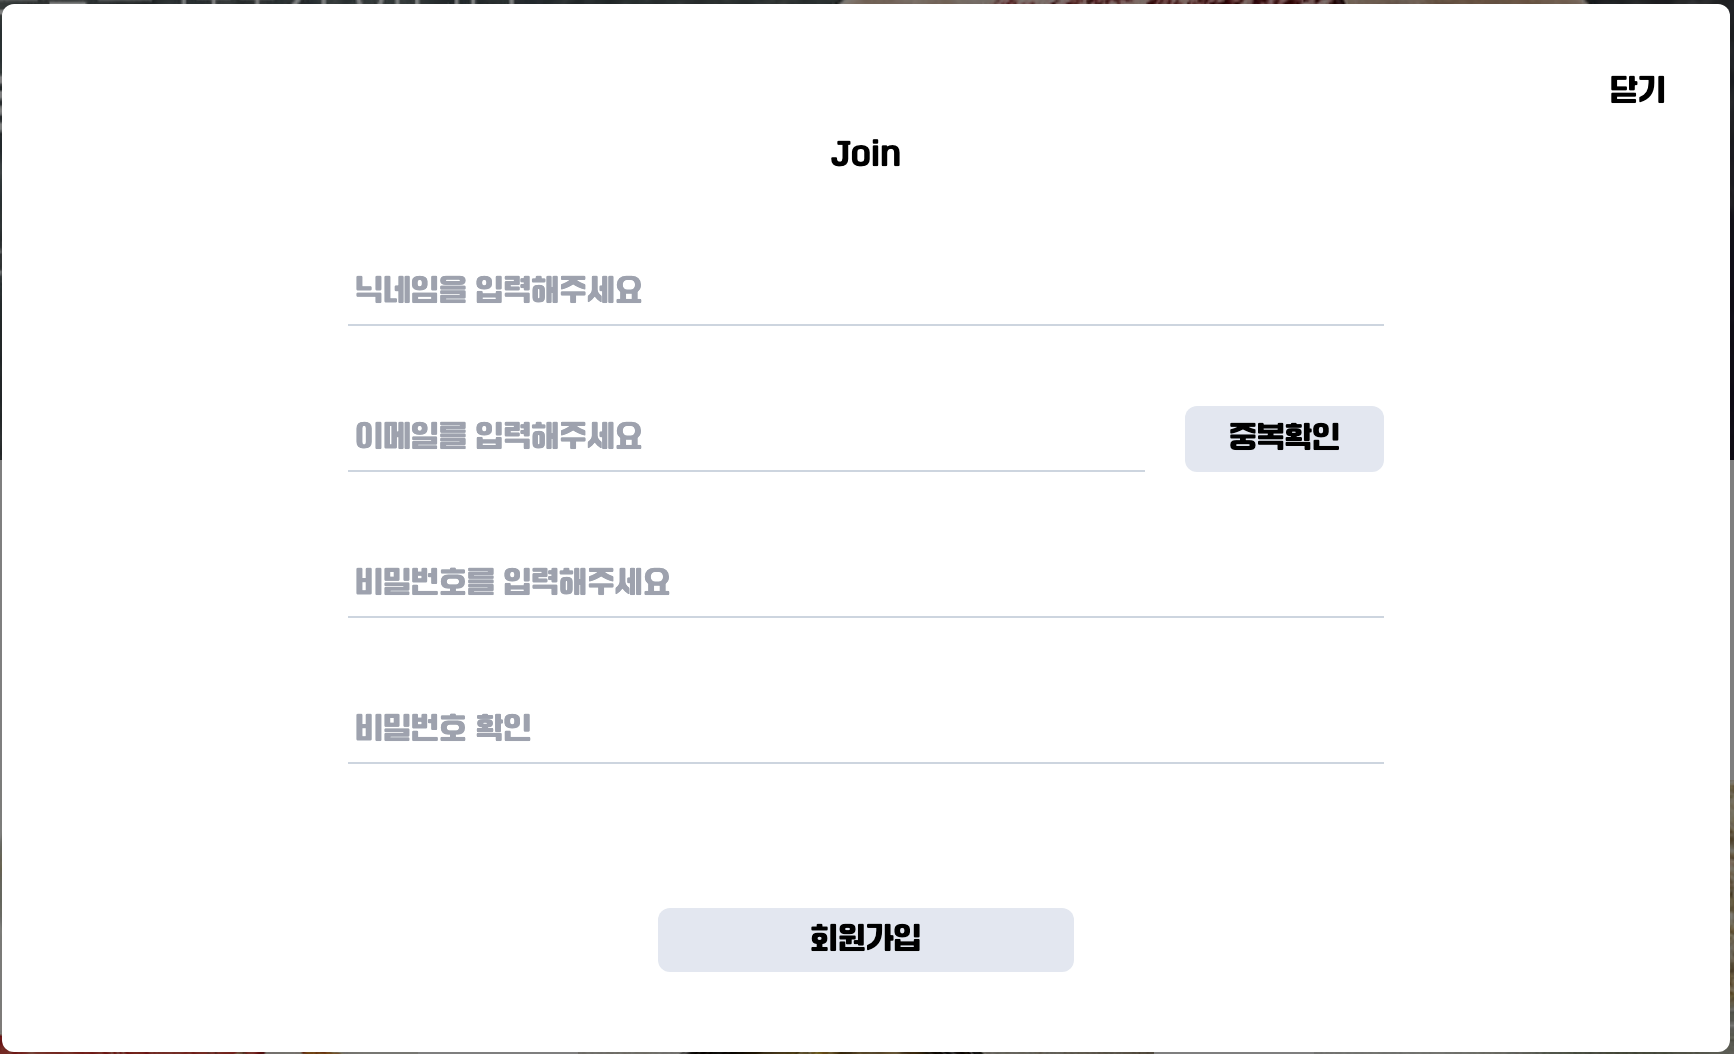 닫기
Join
닉네임을 입력해주세요
이메일를 입력해주세요
중복확인
비밀번호를 입력해주세요
비밀번호 확인
회원가입